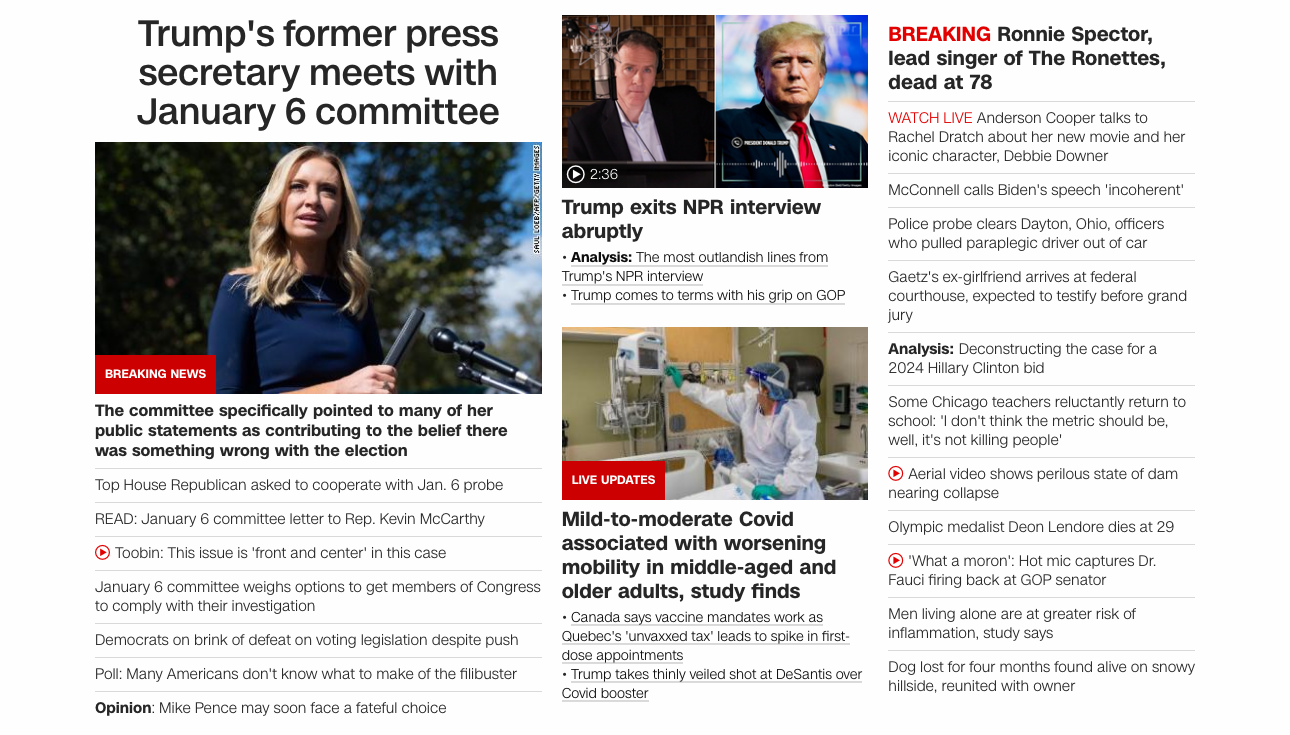 Trump's former press
secretary meets with
January 6 committee
SAUL LOEB/AFP/GETTY IMAGES
BREAKING NEWS
The committee specifically pointed to many of her
public statements as contributing to the belief there
was something wrong with the election
Top House Republican asked to cooperate with Jan. 6 probe
READ: January 6 committee letter to Rep. Kevin McCarthy
Toobin: This issue is 'front and center' in this case
January 6 committee weighs options to get members of Congress
to comply with their investigation
Democrats on brink of defeat on voting legislation despite push
Poll: Many Americans don't know what to make of the filibuster
Opinion: Mike Pence may soon face a fateful choice
PRESIDENT DONALD TRUMP
2:36
Trump exits NPR interview
abruptly
• Analysis: The most outlandish lines from
Trump's NPR interview
• Trump comes to terms with his grip on GOP
LIVE UPDATES
Mild-to-moderate Covid
associated with worsening
mobility in middle-aged and
older adults, study finds
• Canada says vaccine mandates work as
Quebec's 'unvaxxed tax' leads to spike in first-
dose appointments
• Trump takes thinly veiled shot at DeSantis over
Covid booster
BREAKING Ronnie Spector,
lead singer of The Ronettes,
dead at 78
WATCH LIVE Anderson Cooper talks to
Rachel Dratch about her new movie and her
iconic character, Debbie Downer
McConnell calls Biden's speech 'incoherent'
Police probe clears Dayton, Ohio, officers
who pulled paraplegic driver out of car
Gaetz's ex-girlfriend arrives at federal
courthouse, expected to testify before grand
jury
Analysis: Deconstructing the case for a
2024 Hillary Clinton bid
Some Chicago teachers reluctantly return to
school: 'I don't think the metric should be,
well, it's not killing people'
Aerial video shows perilous state of dam
nearing collapse
Olympic medalist Deon Lendore dies at 29
'What a moron': Hot mic captures Dr.
Fauci firing back at GOP senator
Men living alone are at greater risk of
inflammation, study says
Dog lost for four months found alive on snowy
hillside, reunited with owner